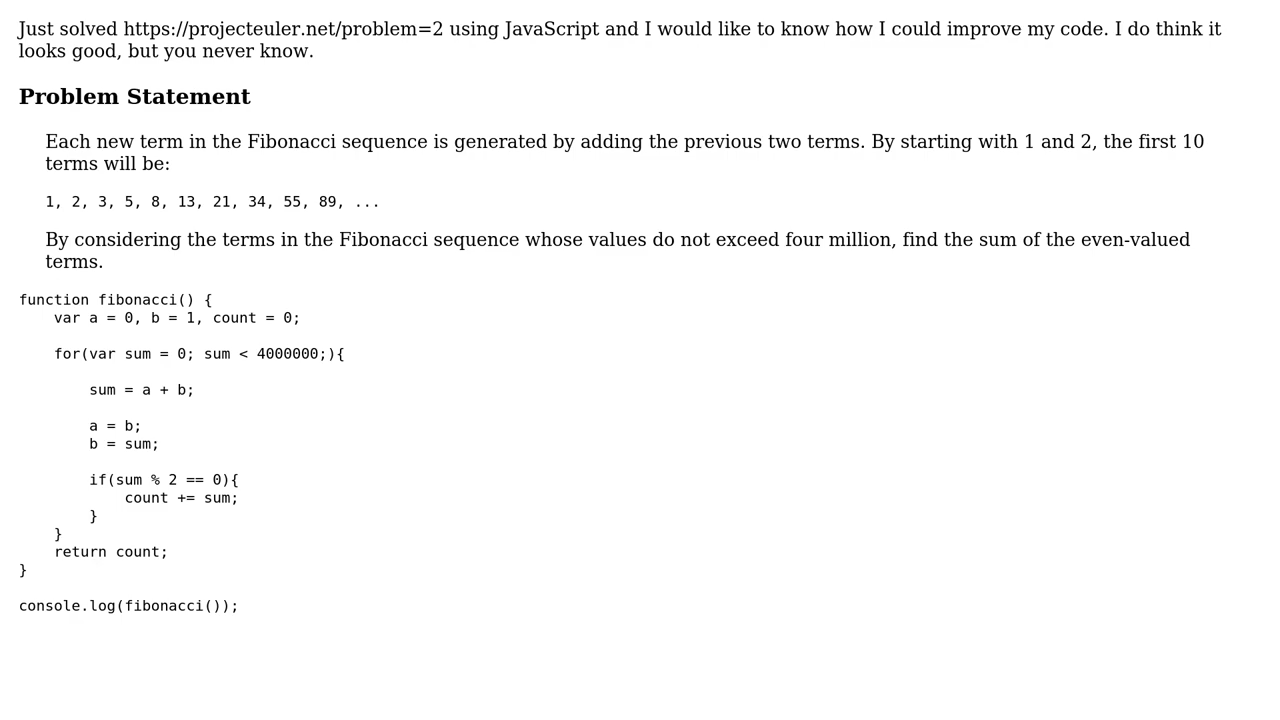 Just solved https://projecteuler.net/problem=2 using JavaScript and I would like to know how I could improve my code. I do think it
looks good, but you never know.
Problem Statement
Each new term in the Fibonacci sequence is generated by adding the previous two terms. By starting with 1 and 2, the first 10
terms will be:
1, 2, 3, 5, 8, 13, 21, 34, 55, 89, ...
By considering the terms in the Fibonacci sequence whose values do not exceed four million, find the sum of the even-valued
terms.
function fibonacci() {
    var a = 0, b = 1, count = 0;
    for(var sum = 0; sum < 4000000;){
        sum = a + b;
        a = b;
        b = sum;
        if(sum % 2 == 0){
            count += sum;
        }
    }
    return count;
}
console.log(fibonacci());